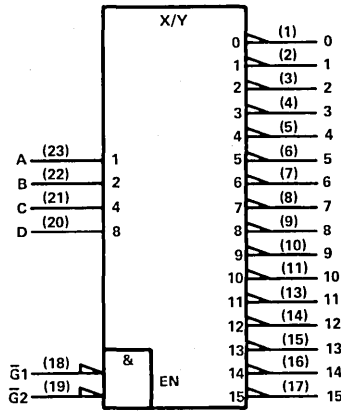 X/Y
0 (1) 0
1 (2) 1
2 (3) 2
3 (4) 3
4 (5) 4
A (23) 1 5 (6) 5
B (22) 2 6 (7) 6
C (21) 4 7 (8) 7
D (20) 8 8 (9) 8
9 (10) 9
10 (11) 10
11 (13) 11
12 (14) 12
& 13 (15) 13
G̅1 (18) EN 14 (16) 14
G̅2 (19) 15 (17) 15